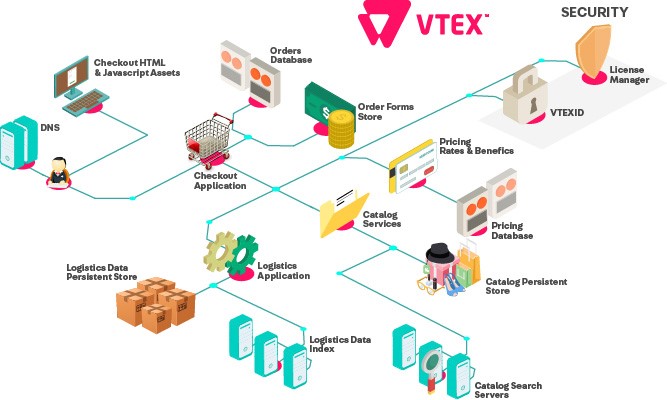 SECURITY
VTEX™
Orders
Database
Checkout HTML
& Javascript Assets
License
Manager
Order Forms
Store
VTEXID
DNS
Pricing
Rates & Benefics
Checkout
Application
Catalog
Services
Pricing
Database
Logistics Data
Persistent Store
Logistics
Application
Catalog Persistent
Store
Logistics Data
Index
Catalog Search
Servers